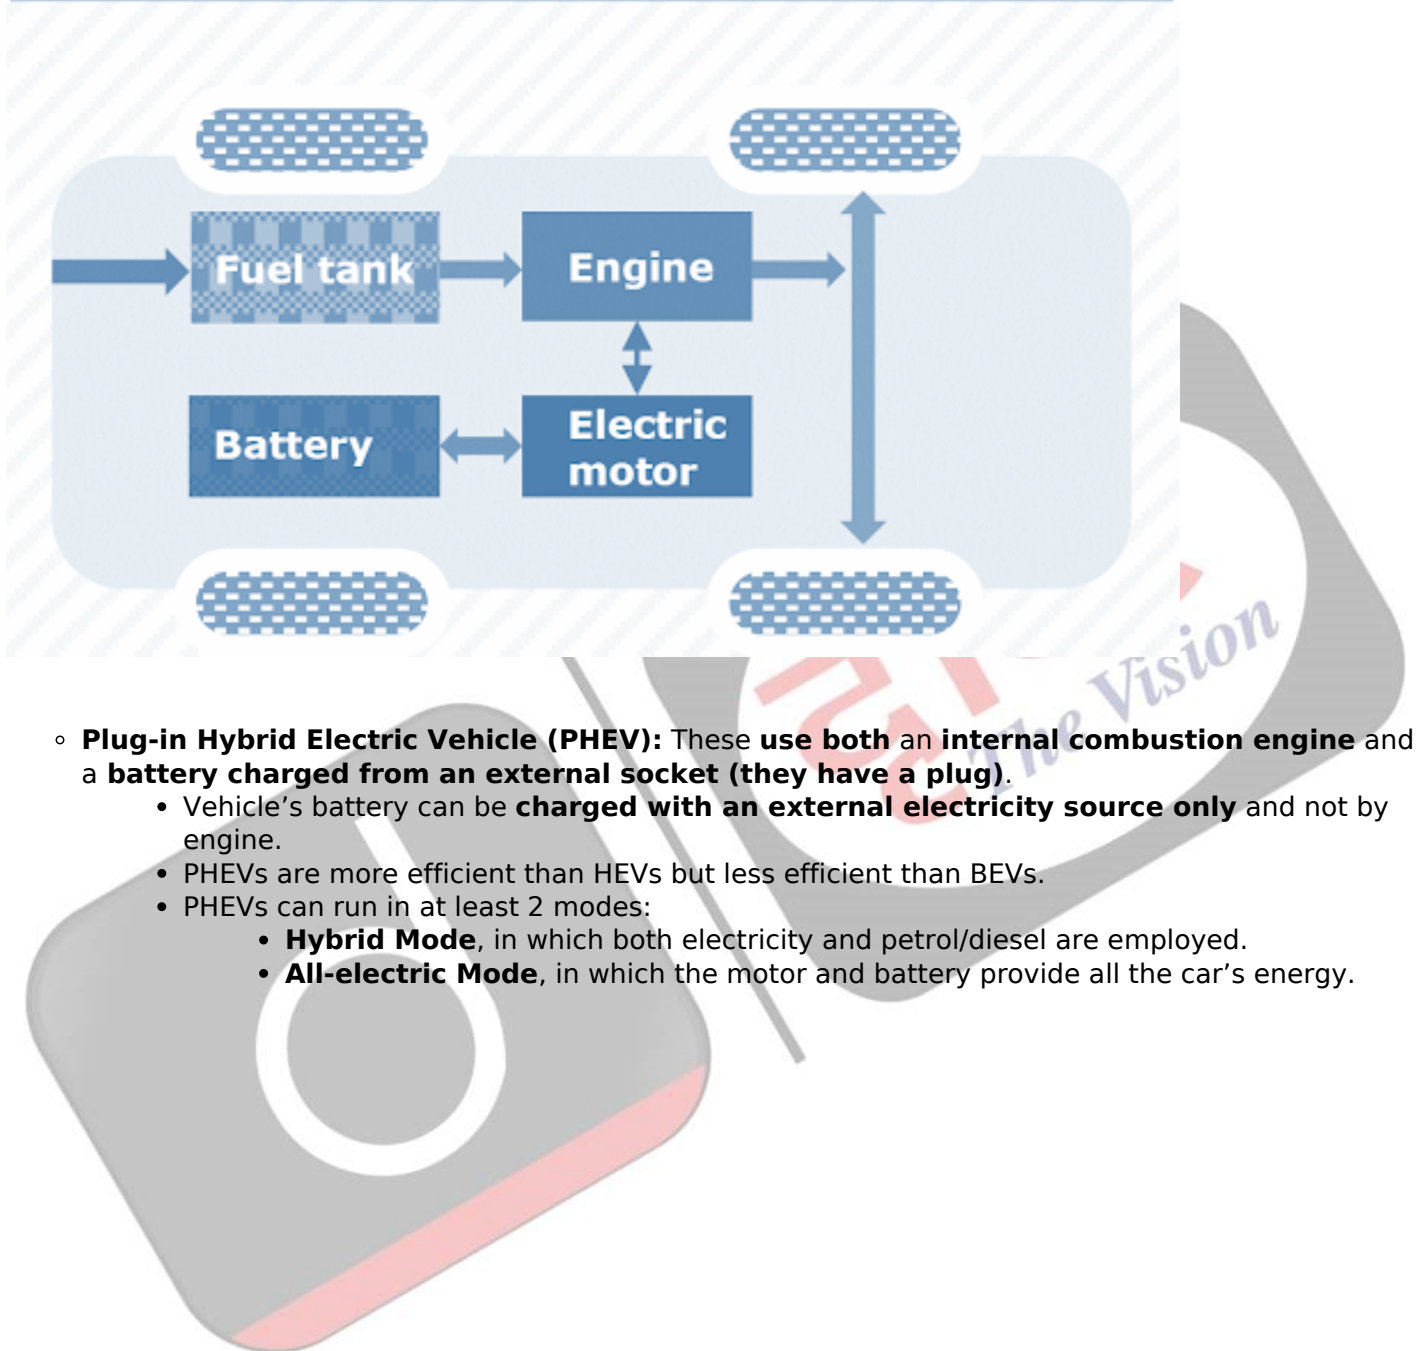 Fuel tank
Engine
Battery
Electric
motor
Plug-in Hybrid Electric Vehicle (PHEV): These use both an internal combustion engine and
a battery charged from an external socket (they have a plug).
Vehicle’s battery can be charged with an external electricity source only and not by
engine.
PHEVs are more efficient than HEVs but less efficient than BEVs.
PHEVs can run in at least 2 modes:
Hybrid Mode, in which both electricity and petrol/diesel are employed.
All-electric Mode, in which the motor and battery provide all the car’s energy.
The Vision